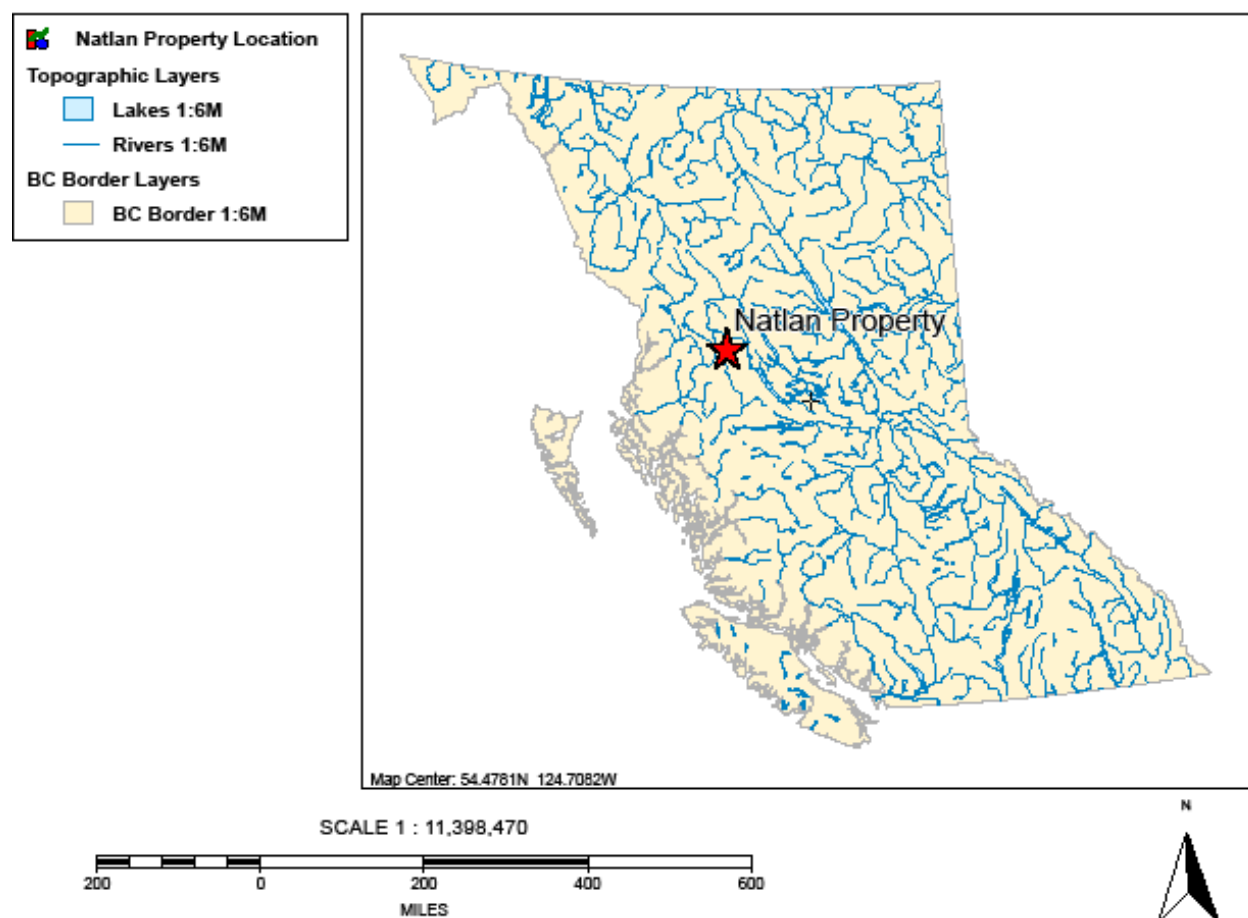 Natlan Property Location
Topographic Layers
Lakes 1:6M
Rivers 1:6M
BC Border Layers
BC Border 1:6M
Natlan Property
Map Center: 54.4781N 124.7082W
SCALE 1 : 11,398,470
200 0 200 400 600
MILES
N